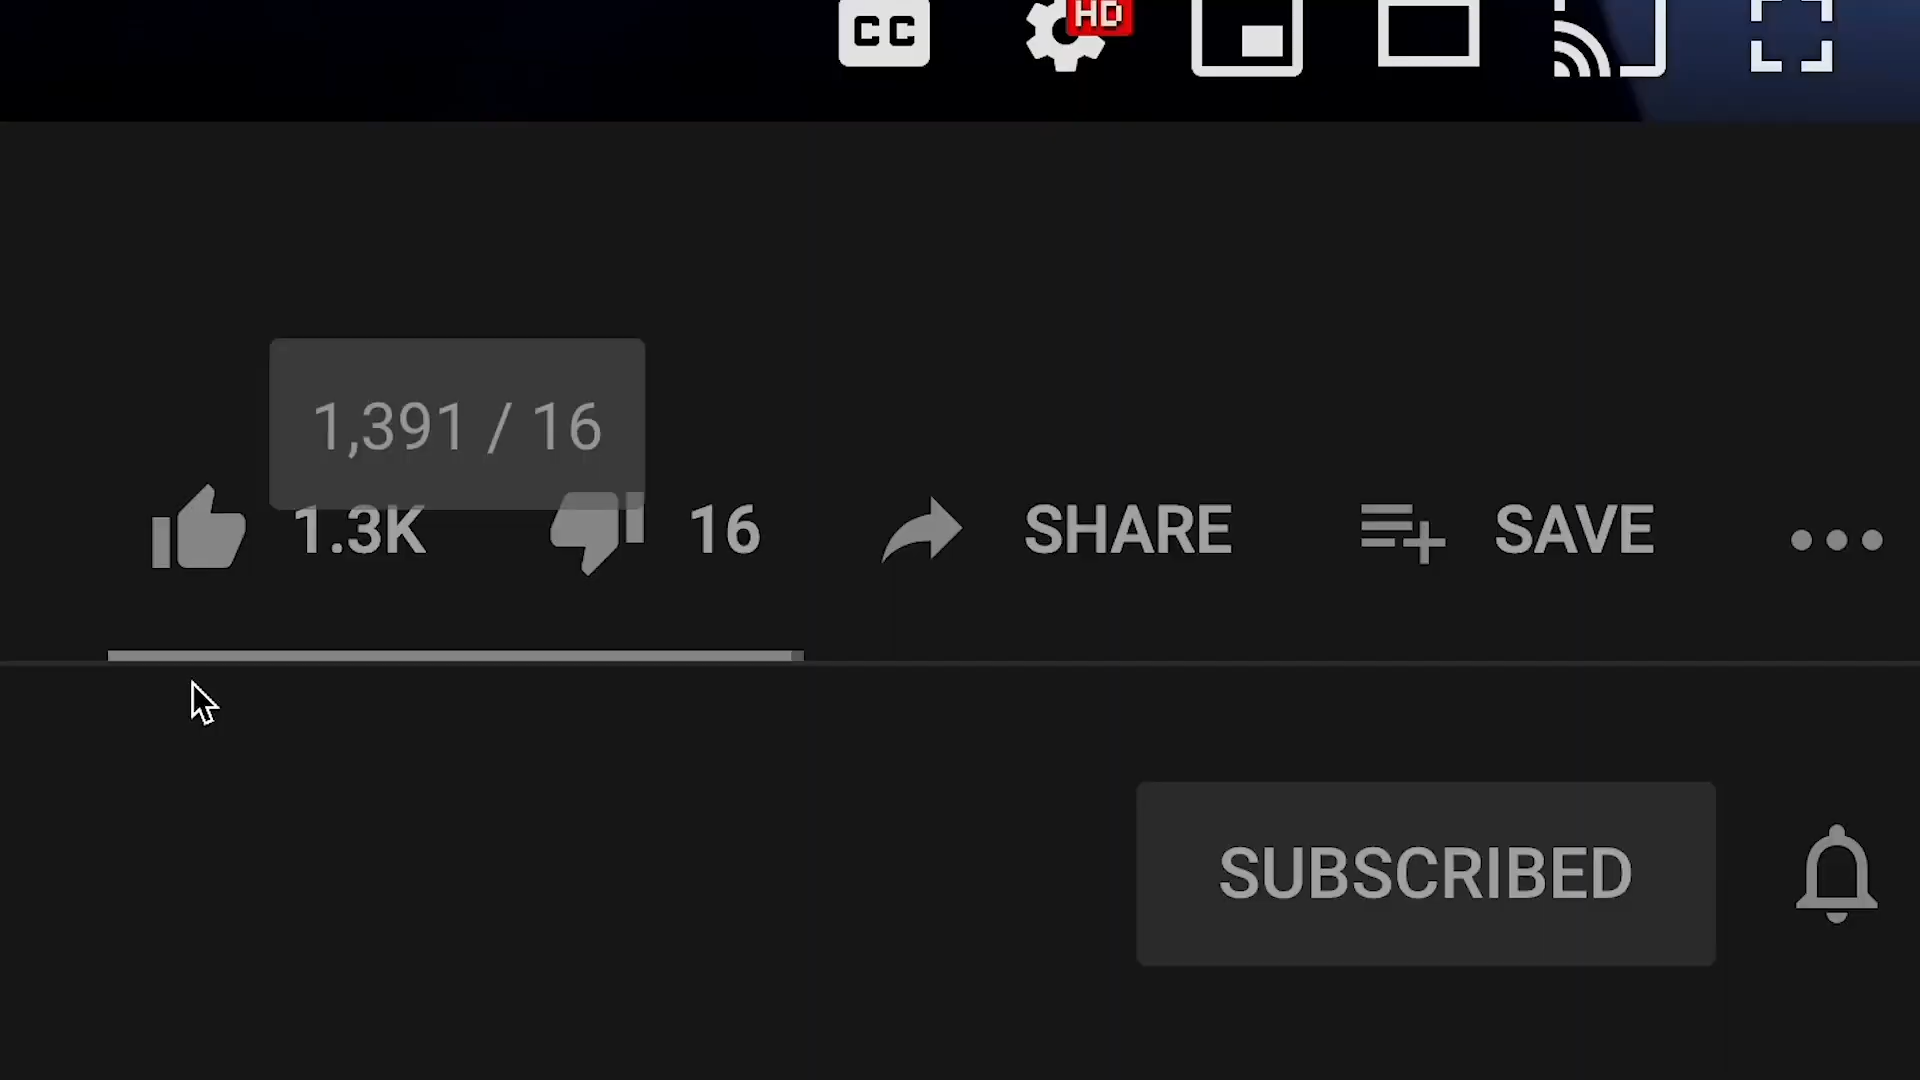 CC
HD
1,391 / 16
1.3K 16 SHARE SAVE
SUBSCRIBED